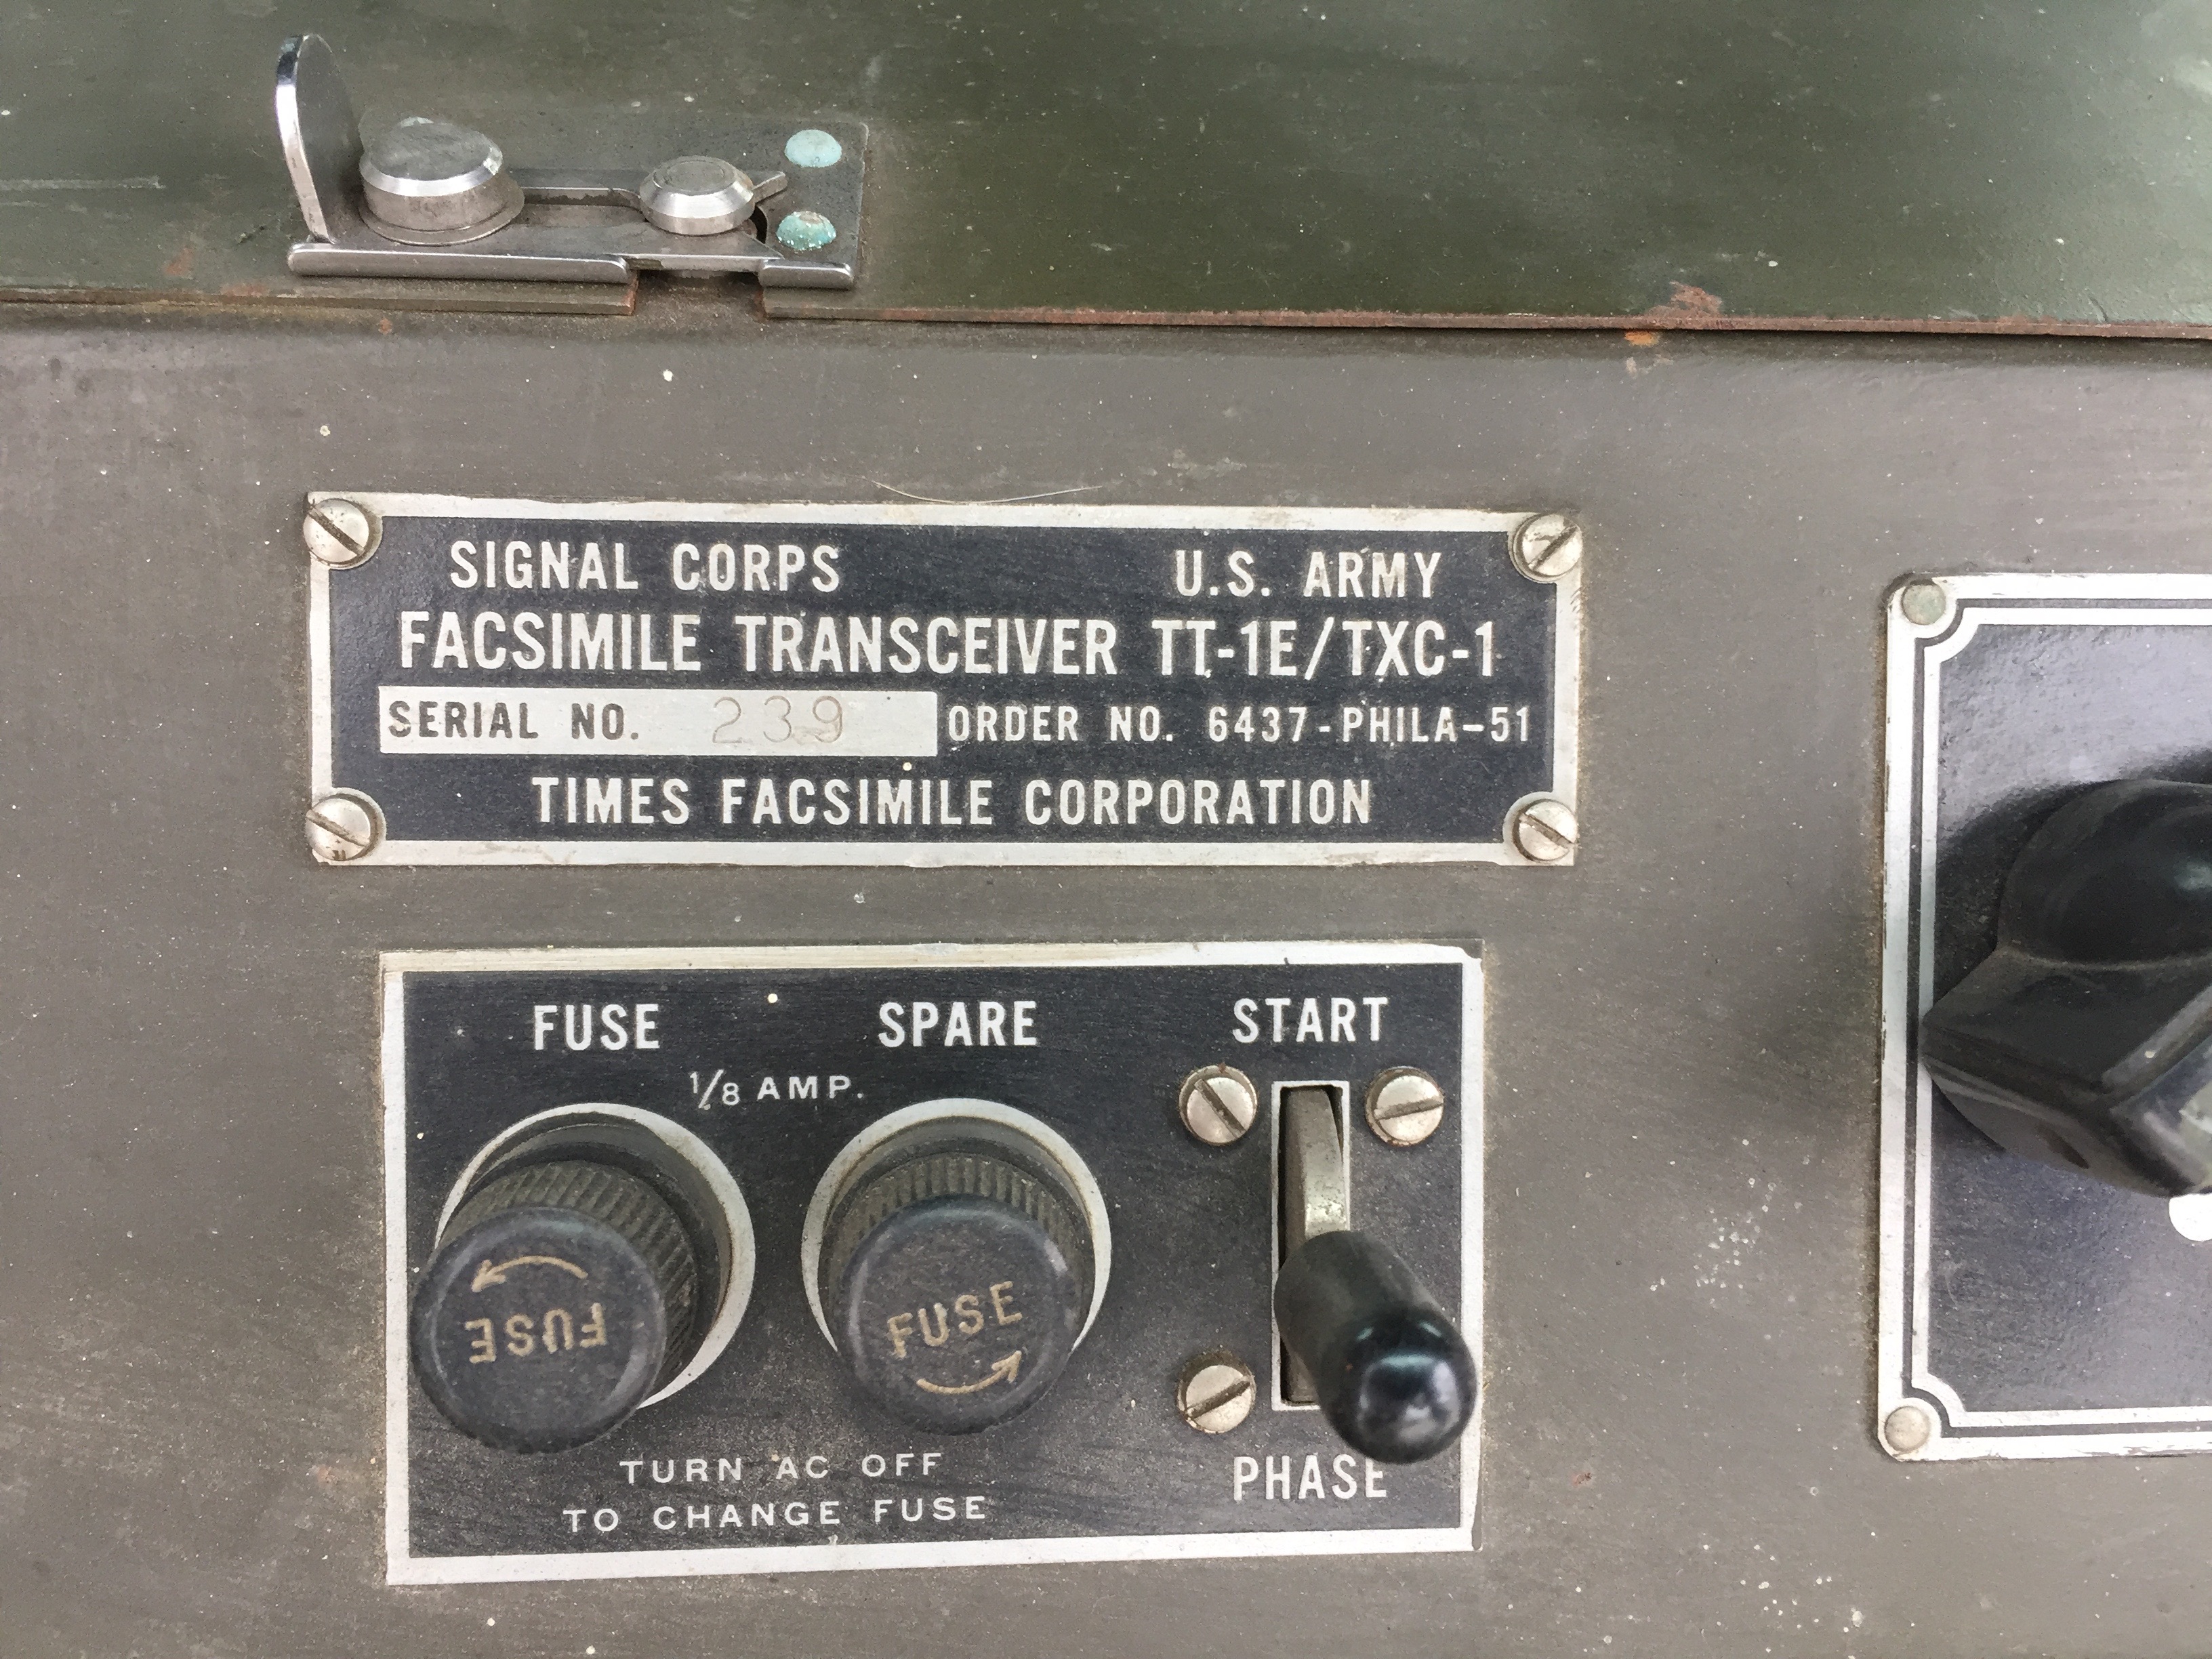 SIGNAL CORPS U.S. ARMY
FACSIMILE TRANSCEIVER TT-1E/TXC-1
SERIAL NO. 239 ORDER NO. 6437-PHILA-51
TIMES FACSIMILE CORPORATION
FUSE SPARE START
1/8 AMP.
FUSE
FUSE
TURN AC OFF
TO CHANGE FUSE
PHASE